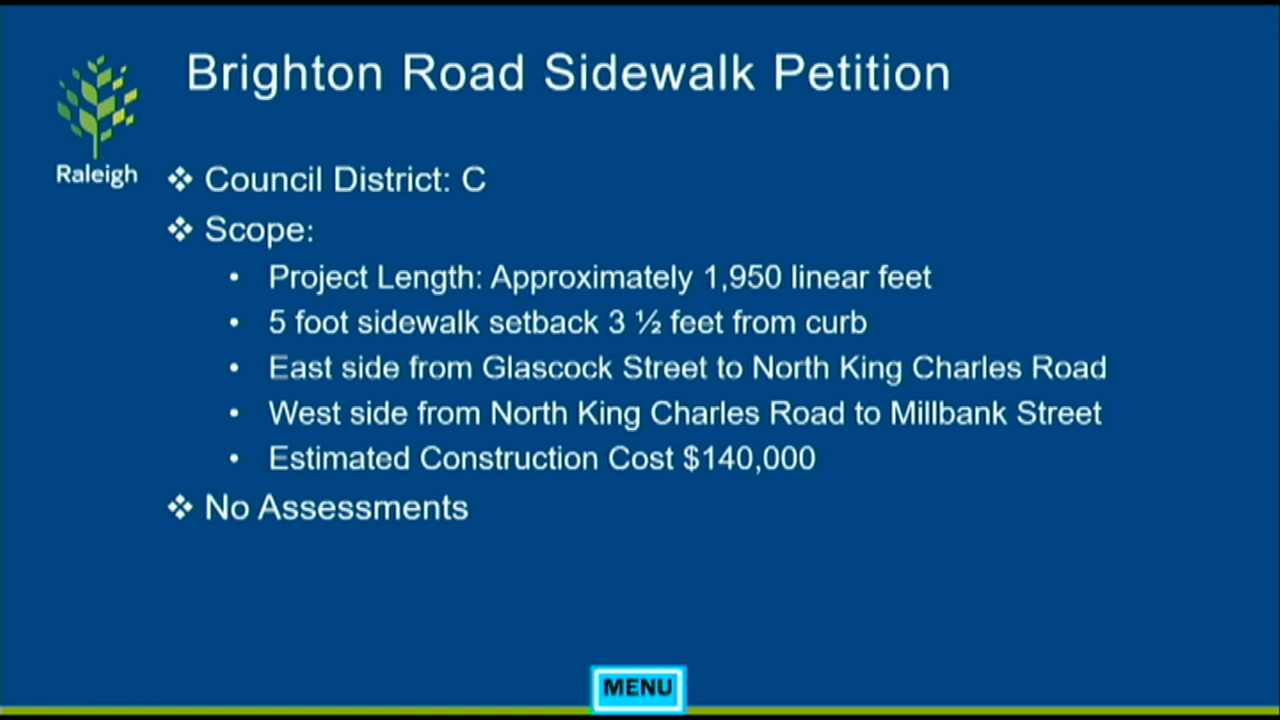 Brighton Road Sidewalk Petition
Raleigh
❖ Council District: C
❖ Scope:
• Project Length: Approximately 1,950 linear feet
• 5 foot sidewalk setback 3 ½ feet from curb
• East side from Glascock Street to North King Charles Road
• West side from North King Charles Road to Millbank Street
• Estimated Construction Cost $140,000
❖ No Assessments
MENU